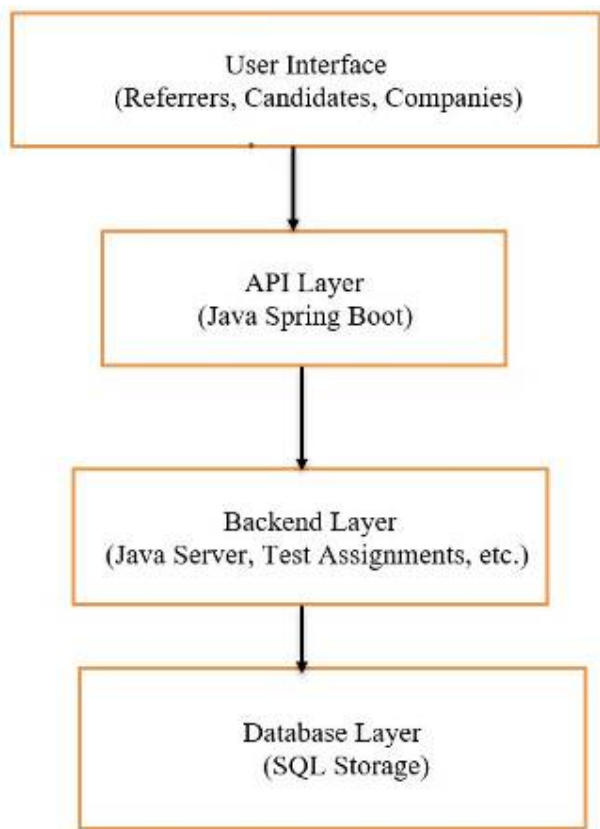 User Interface
(Referrers, Candidates, Companies)
API Layer
(Java Spring Boot)
Backend Layer
(Java Server, Test Assignments, etc.)
Database Layer
(SQL Storage)